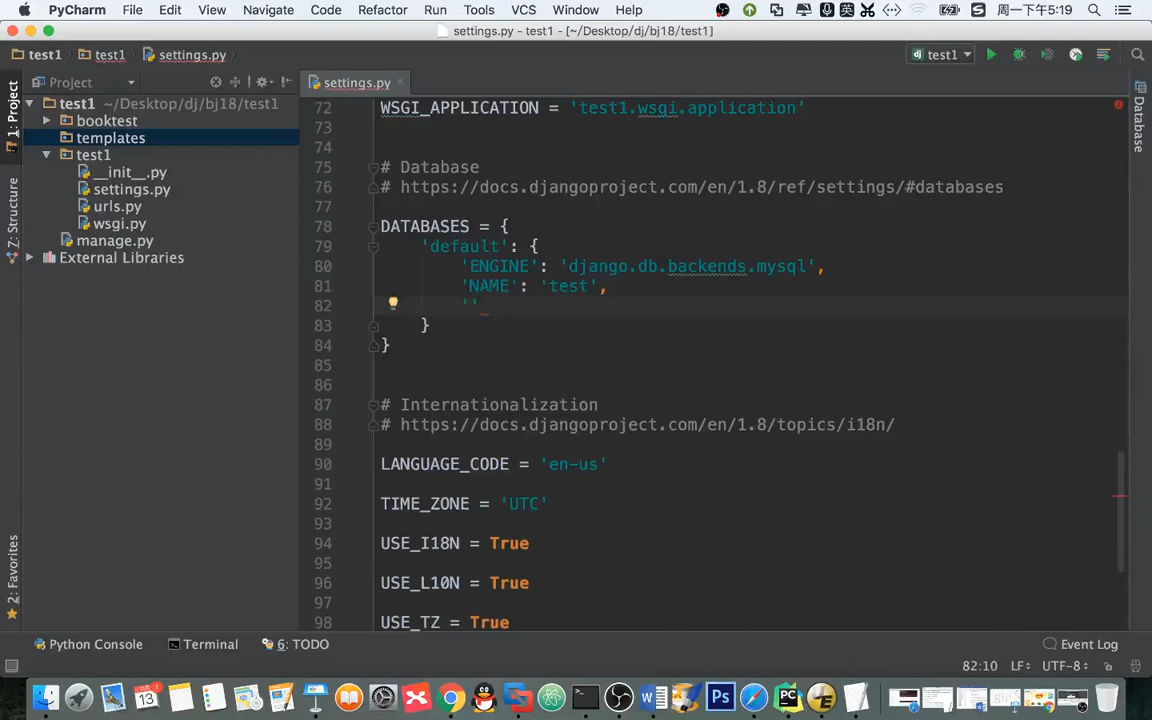 PyCharm File Edit View Navigate Code Refactor Run Tools VCS Window Help 英 周一下午5:19
settings.py - test1 - [~/Desktop/dj/bj18/test1]
test1 test1 settings.py test1
Project settings.py
1: Project
7: Structure
2: Favorites
Database
test1 ~/Desktop/dj/bj18/test1
booktest
templates
test1
__init__.py
settings.py
urls.py
wsgi.py
manage.py
External Libraries
72 WSGI_APPLICATION = 'test1.wsgi.application'
73
74
75 # Database
76 # https://docs.djangoproject.com/en/1.8/ref/settings/#databases
77
78 DATABASES = {
79 'default': {
80 'ENGINE': 'django.db.backends.mysql',
81 'NAME': 'test',
82 ''
83 }
84 }
85
86
87 # Internationalization
88 # https://docs.djangoproject.com/en/1.8/topics/i18n/
89
90 LANGUAGE_CODE = 'en-us'
91
92 TIME_ZONE = 'UTC'
93
94 USE_I18N = True
95
96 USE_L10N = True
97
98 USE_TZ = True
Python Console Terminal 6: TODO Event Log
82:10 LF UTF-8
13 Ps PC